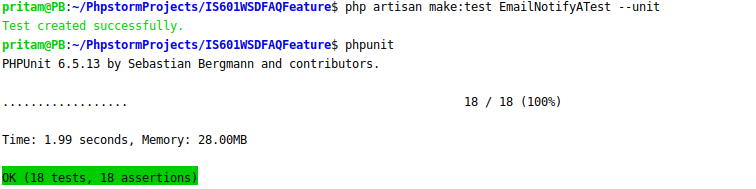 pritam@PB:~/PhpstormProjects/IS601WSDFAQFeature$ php artisan make:test EmailNotifyATest --unit
Test created successfully.
pritam@PB:~/PhpstormProjects/IS601WSDFAQFeature$ phpunit
PHPUnit 6.5.13 by Sebastian Bergmann and contributors.
.................. 18 / 18 (100%)
Time: 1.99 seconds, Memory: 28.00MB
OK (18 tests, 18 assertions)